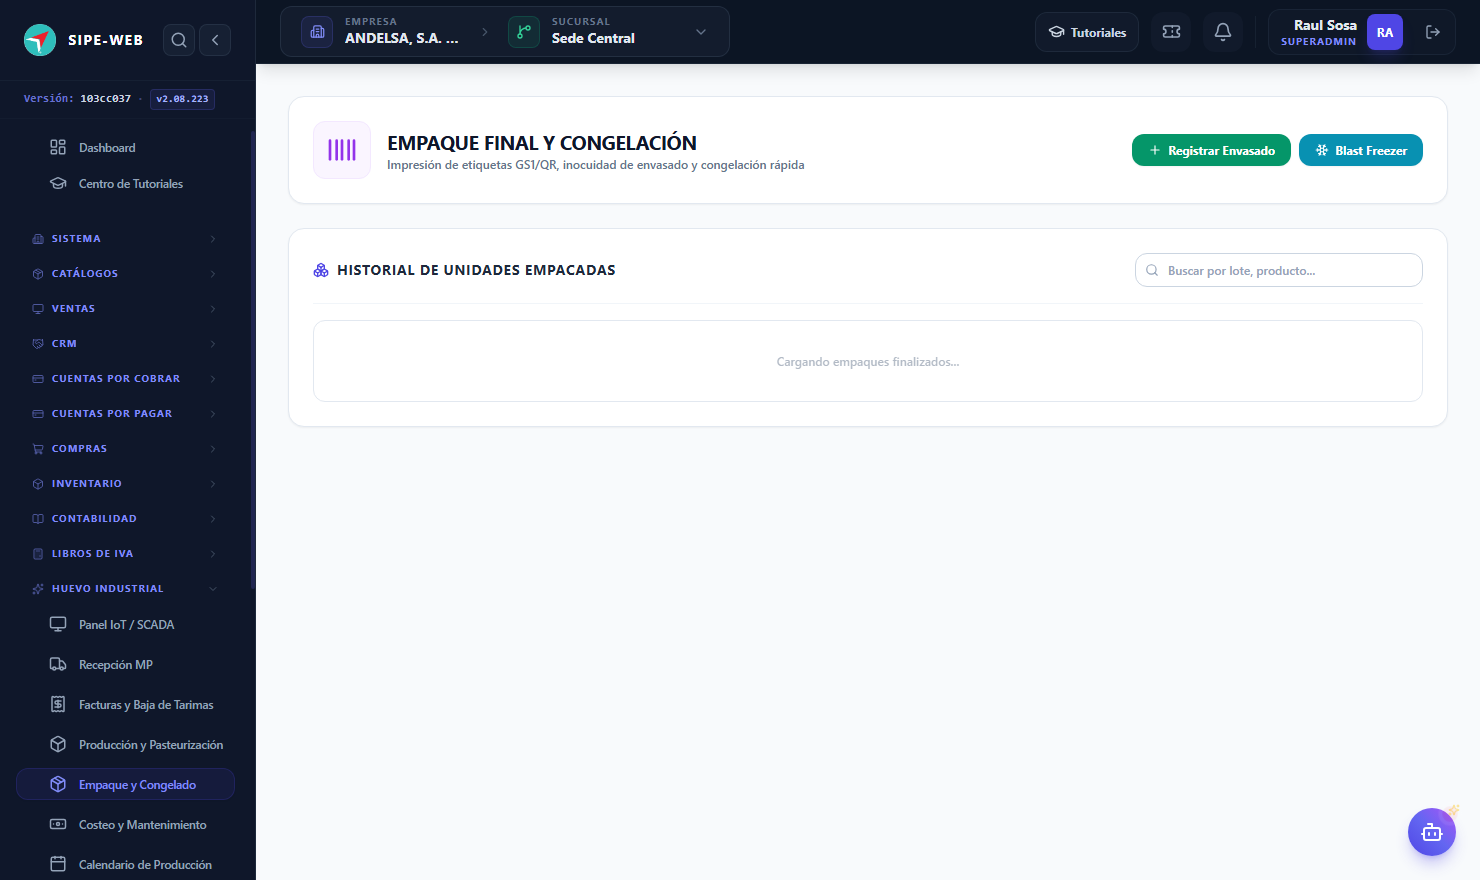 SIPE-WEB
Versión: 103cc037 · v2.08.223
Dashboard
Centro de Tutoriales
SISTEMA
CATÁLOGOS
VENTAS
CRM
CUENTAS POR COBRAR
CUENTAS POR PAGAR
COMPRAS
INVENTARIO
CONTABILIDAD
LIBROS DE IVA
HUEVO INDUSTRIAL
Panel IoT / SCADA
Recepción MP
Facturas y Baja de Tarimas
Producción y Pasteurización
Empaque y Congelado
Costeo y Mantenimiento
Calendario de Producción
EMPRESA
ANDELSA, S.A. ...
SUCURSAL
Sede Central
Tutoriales
Raul Sosa
SUPERADMIN
RA
EMPAQUE FINAL Y CONGELACIÓN
Impresión de etiquetas GS1/QR, inocuidad de envasado y congelación rápida
Registrar Envasado
Blast Freezer
HISTORIAL DE UNIDADES EMPACADAS
Buscar por lote, producto...
Cargando empaques finalizados...